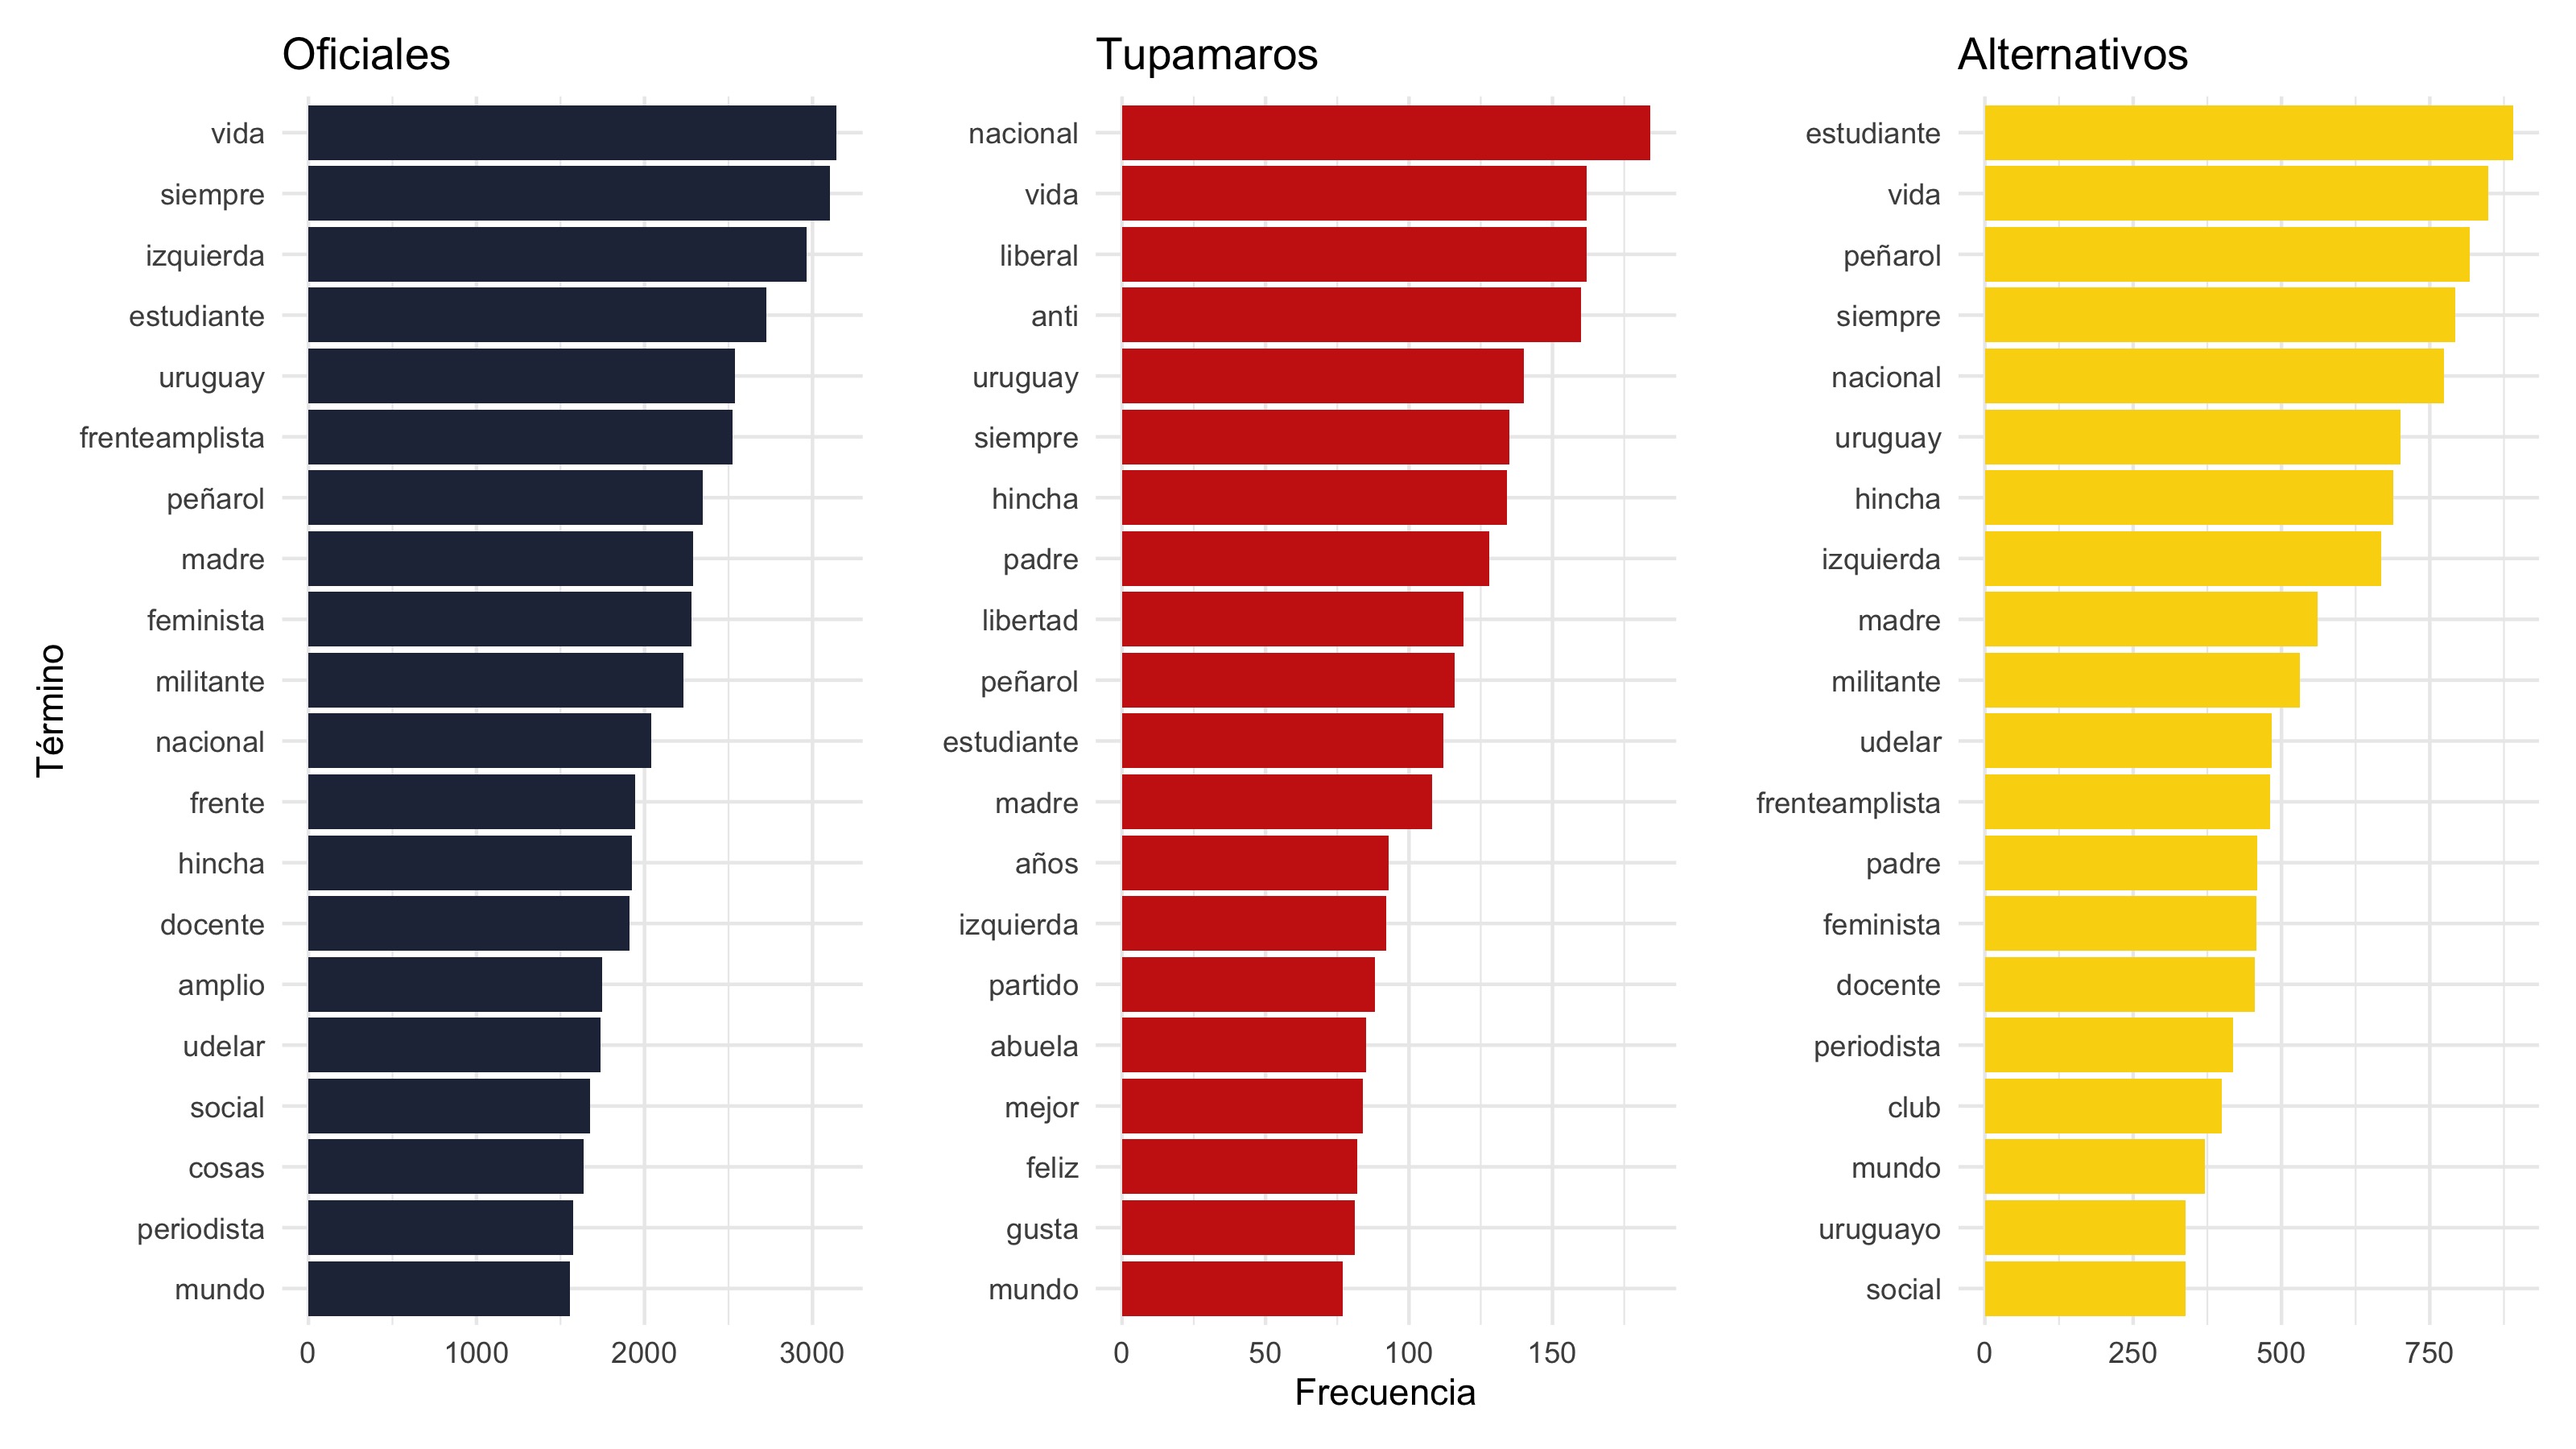 Oficiales
Término
vida
siempre
izquierda
estudiante
uruguay
frenteamplista
peñarol
madre
feminista
militante
nacional
frente
hincha
docente
amplio
udelar
social
cosas
periodista
mundo
0 1000 2000 3000
Tupamaros
nacional
vida
liberal
anti
uruguay
siempre
hincha
padre
libertad
peñarol
estudiante
madre
años
izquierda
partido
abuela
mejor
feliz
gusta
mundo
0 50 100 150
Frecuencia
Alternativos
estudiante
vida
peñarol
siempre
nacional
uruguay
hincha
izquierda
madre
militante
udelar
frenteamplista
padre
feminista
docente
periodista
club
mundo
uruguayo
social
0 250 500 750